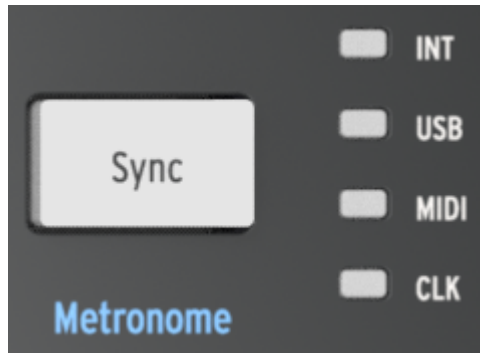 Sync
Metronome
INT
USB
MIDI
CLK